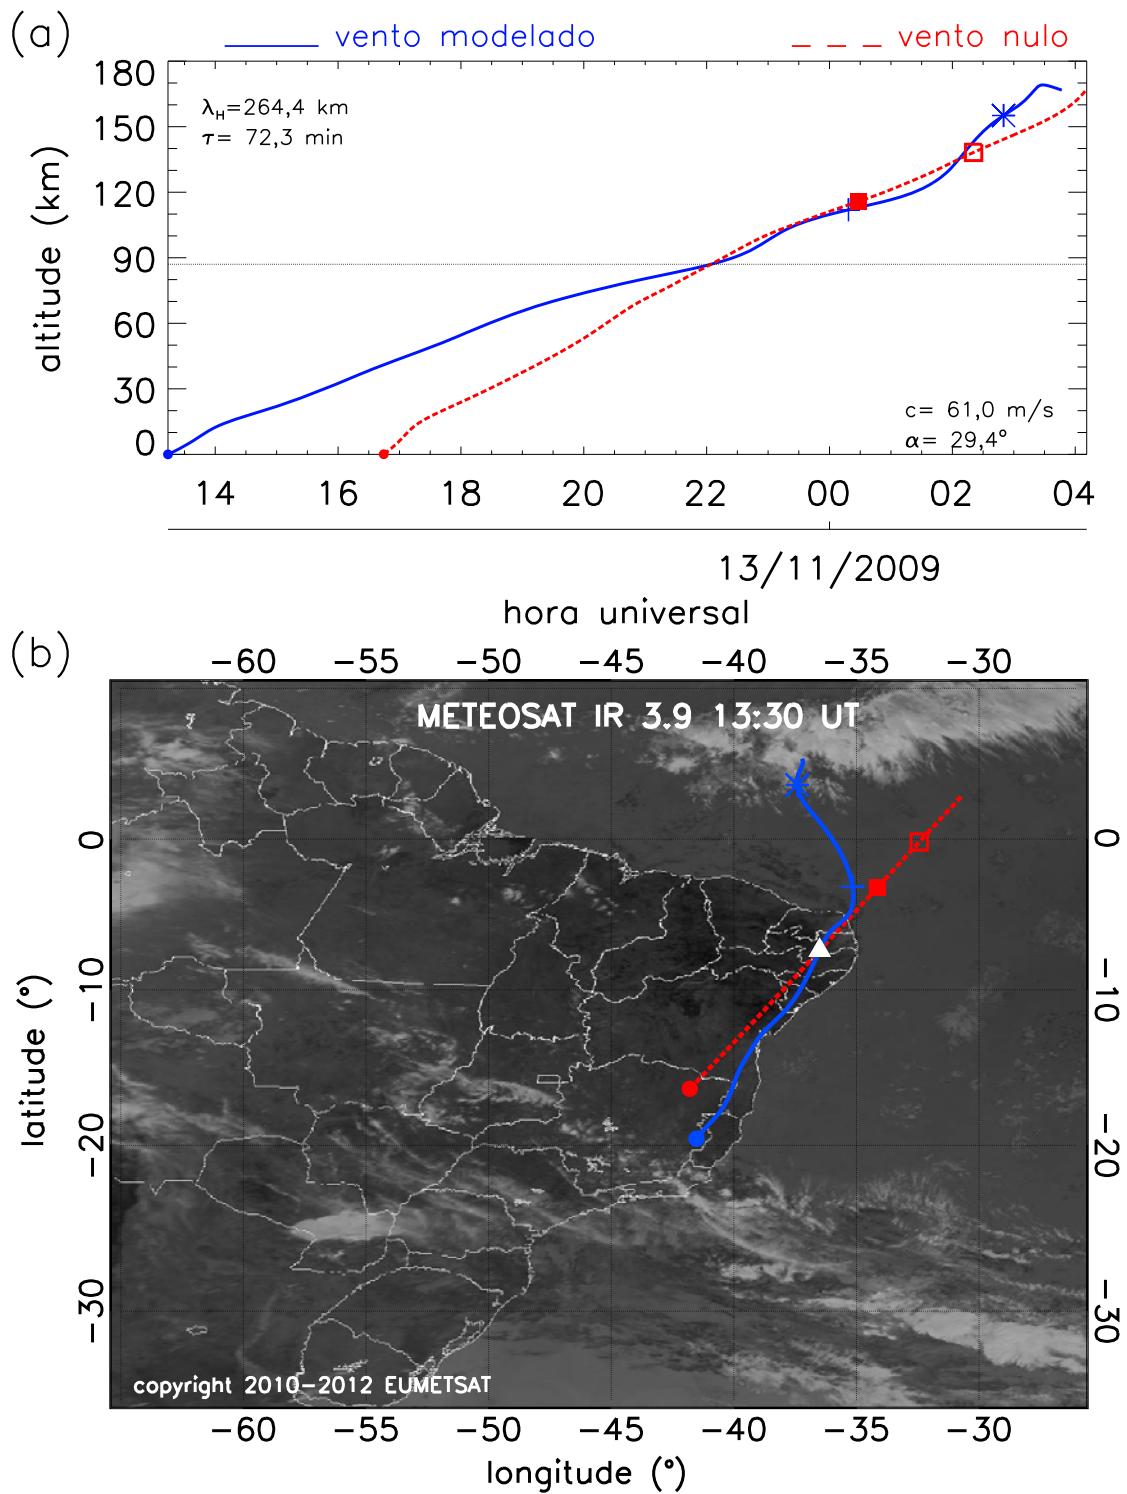 (a)
vento modelado
vento nulo
λH=264,4 km
τ= 72,3 min
180
150
120
90
60
30
0
altitude (km)
c= 61,0 m/s
α= 29,4°
14 16 18 20 22 00 02 04
13/11/2009
hora universal
(b)
−60 −55 −50 −45 −40 −35 −30
METEOSAT IR 3.9 13:30 UT
0
−10
−20
−30
latitude (°)
0
−10
−20
−30
copyright 2010−2012 EUMETSAT
−60 −55 −50 −45 −40 −35 −30
longitude (°)